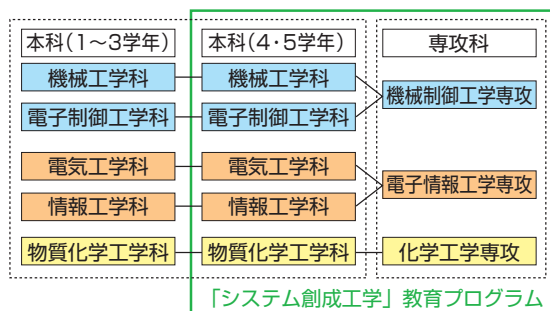 本科(1～3学年) 本科(4・5学年) 専攻科
機械工学科 機械工学科
機械制御工学専攻
電子制御工学科 電子制御工学科
電気工学科 電気工学科
電子情報工学専攻
情報工学科 情報工学科
物質化学工学科 物質化学工学科 化学工学専攻
「システム創成工学」教育プログラム